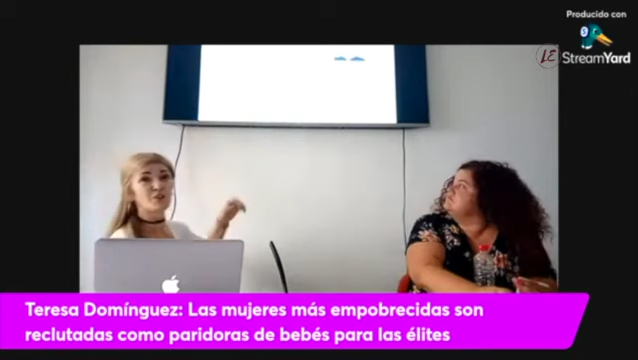 Producido con
StreamYard
LE
Teresa Domínguez: Las mujeres más empobrecidas son
reclutadas como paridoras de bebés para las élites